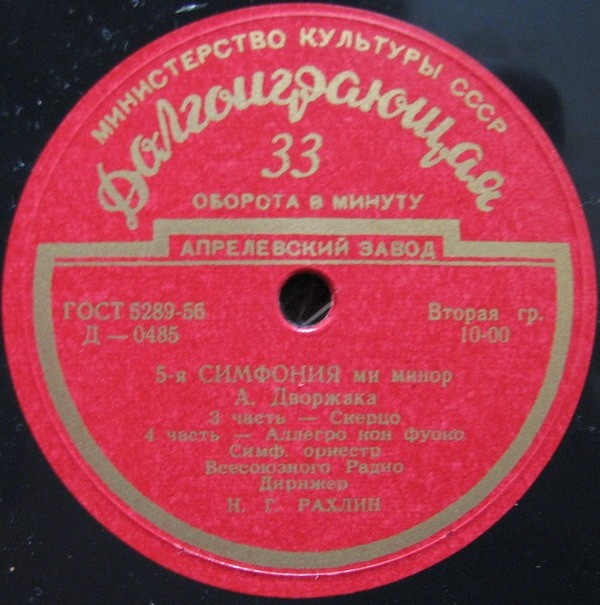 МИНИСТЕРСТВО КУЛЬТУРЫ СССР
Долгоиграющая
33
ОБОРОТА В МИНУТУ
АПРЕЛЕВСКИЙ ЗАВОД
ГОСТ 5289-56
Д — 0485
Вторая гр.
10-00
5-я СИМФОНИЯ ми минор
А. Дворжака
3 часть — Скерцо
4 часть — Аллегро кон фуоко
Симф. оркестр
Всесоюзного Радио
Дирижер
Н. Г. РАХЛИН